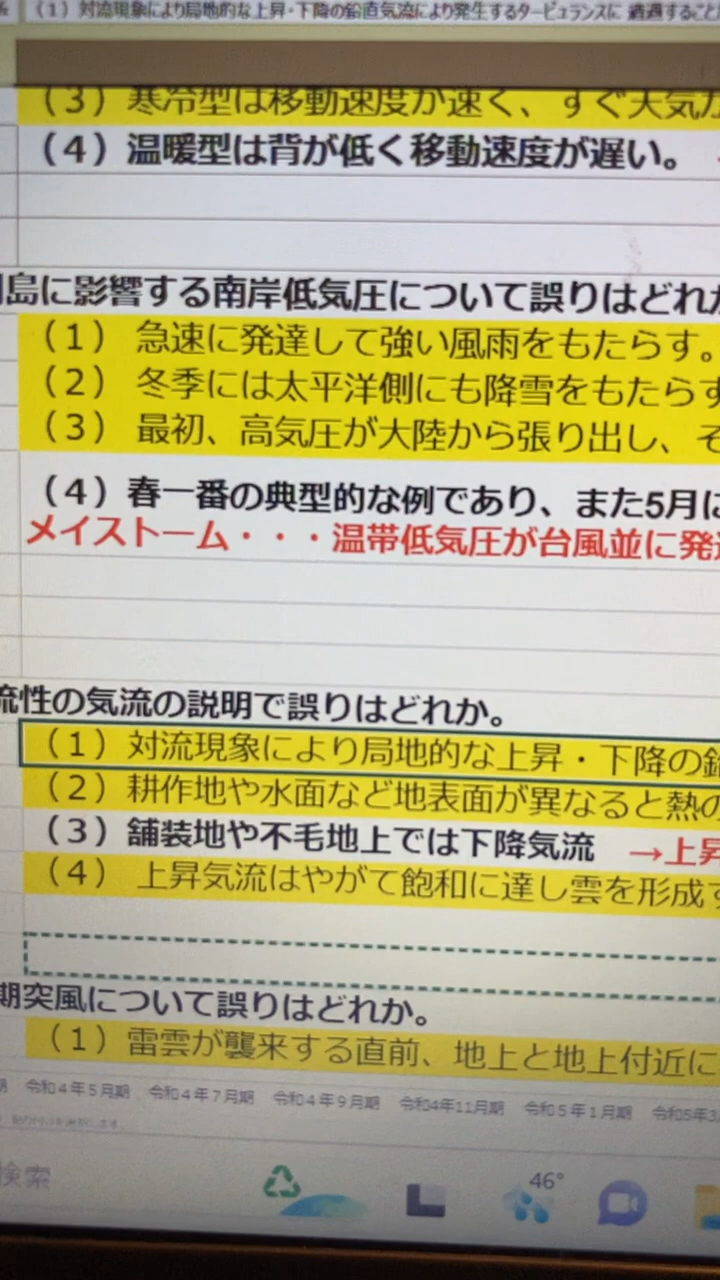 （1）対流現象により局地的な上昇・下降の鉛直気流により発生するタービュランスに 遭遇すること
（3）寒冷型は移動速度が速く、すぐ天気が
（4）温暖型は背が低く移動速度が遅い。
島に影響する南岸低気圧について誤りはどれか
（1） 急速に発達して強い風雨をもたらす。
（2）冬季には太平洋側にも降雪をもたらす
（3） 最初、高気圧が大陸から張り出し、そ
（4）春一番の典型的な例であり、また5月に
メイストーム・・・温帯低気圧が台風並に発達
流性の気流の説明で誤りはどれか。
（1）対流現象により局地的な上昇・下降の鉛
（2）耕作地や水面など地表面が異なると熱の
（3）舗装地や不毛地上では下降気流 →上昇
（4） 上昇気流はやがて飽和に達し雲を形成す
期突風について誤りはどれか。
（1）雷雲が襲来する直前、地上と地上付近に
期 令和４年５月期 令和４年７月期 令和４年９月期 令和4年11月期 令和５年１月期 令和5年3
検索
46°